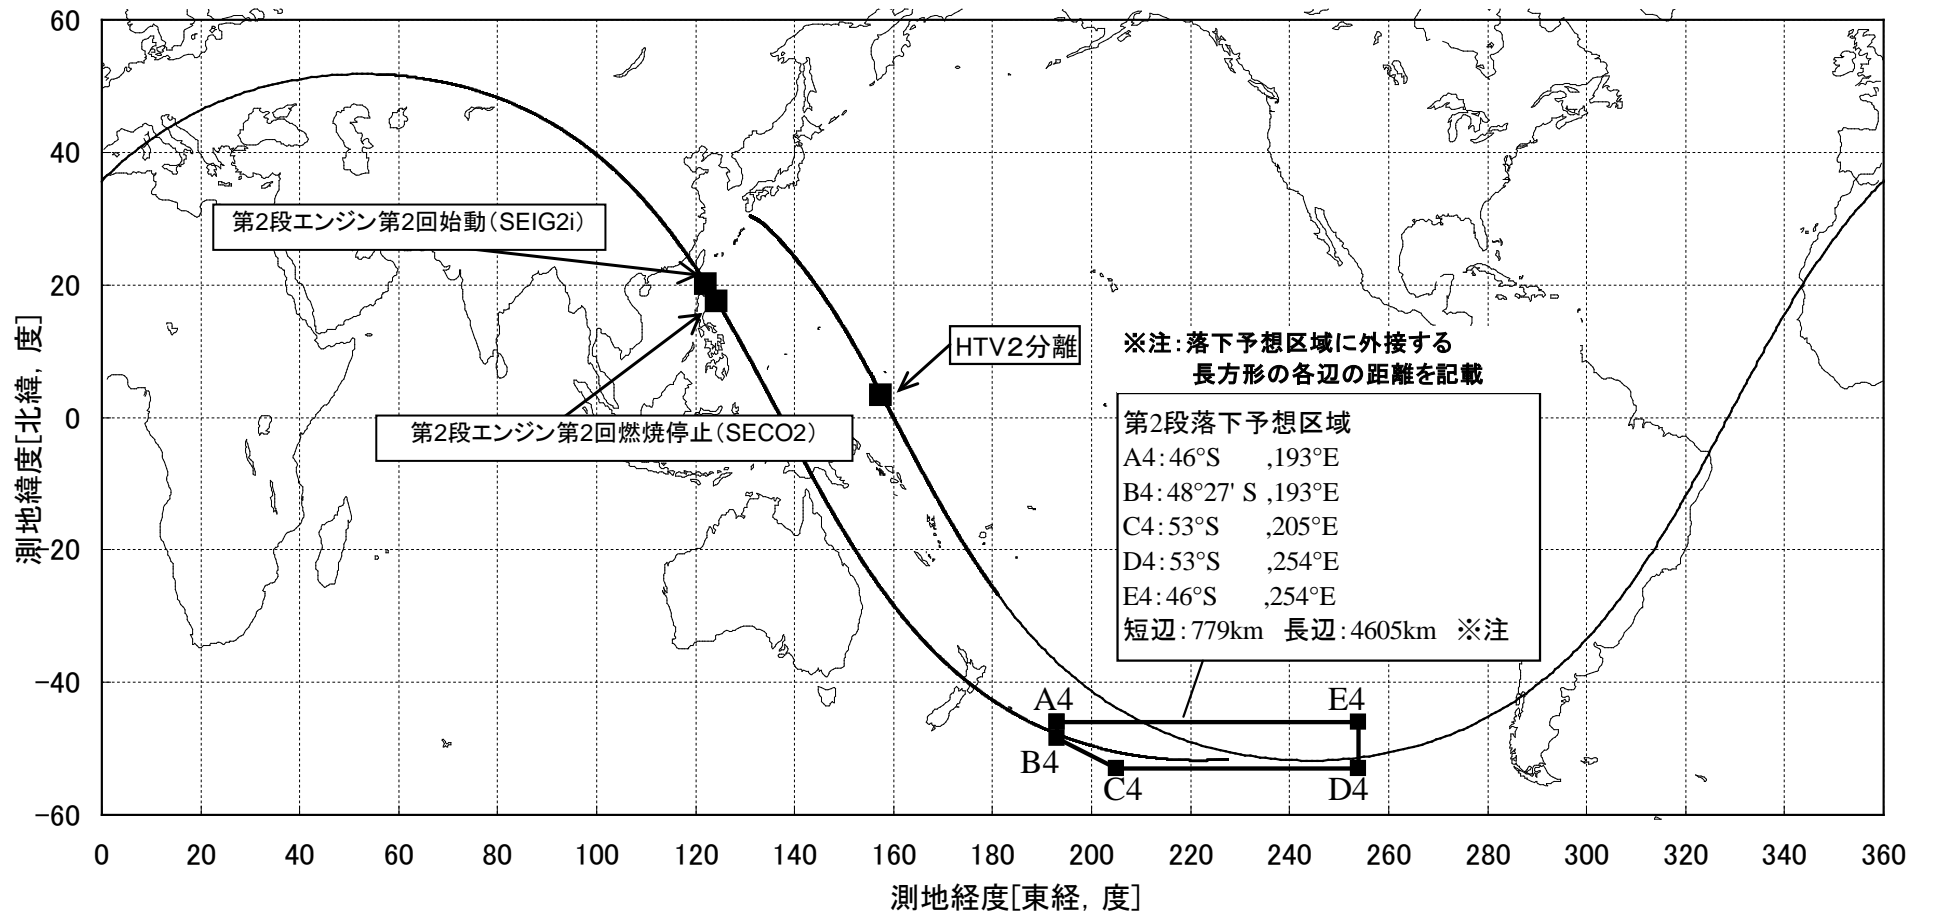 60
40
20
0
−20
−40
−60
測地緯度[北緯, 度]
第2段エンジン第2回始動(SEIG2i)
第2段エンジン第2回燃焼停止(SECO2)
HTV2分離
※注:落下予想区域に外接する
長方形の各辺の距離を記載
第2段落下予想区域
A4:46°S ,193°E
B4:48°27' S ,193°E
C4:53°S ,205°E
D4:53°S ,254°E
E4:46°S ,254°E
短辺:779km 長辺:4605km ※注
A4
E4
B4
C4
D4
0 20 40 60 80 100 120 140 160 180 200 220 240 260 280 300 320 340 360
測地経度[東経, 度]